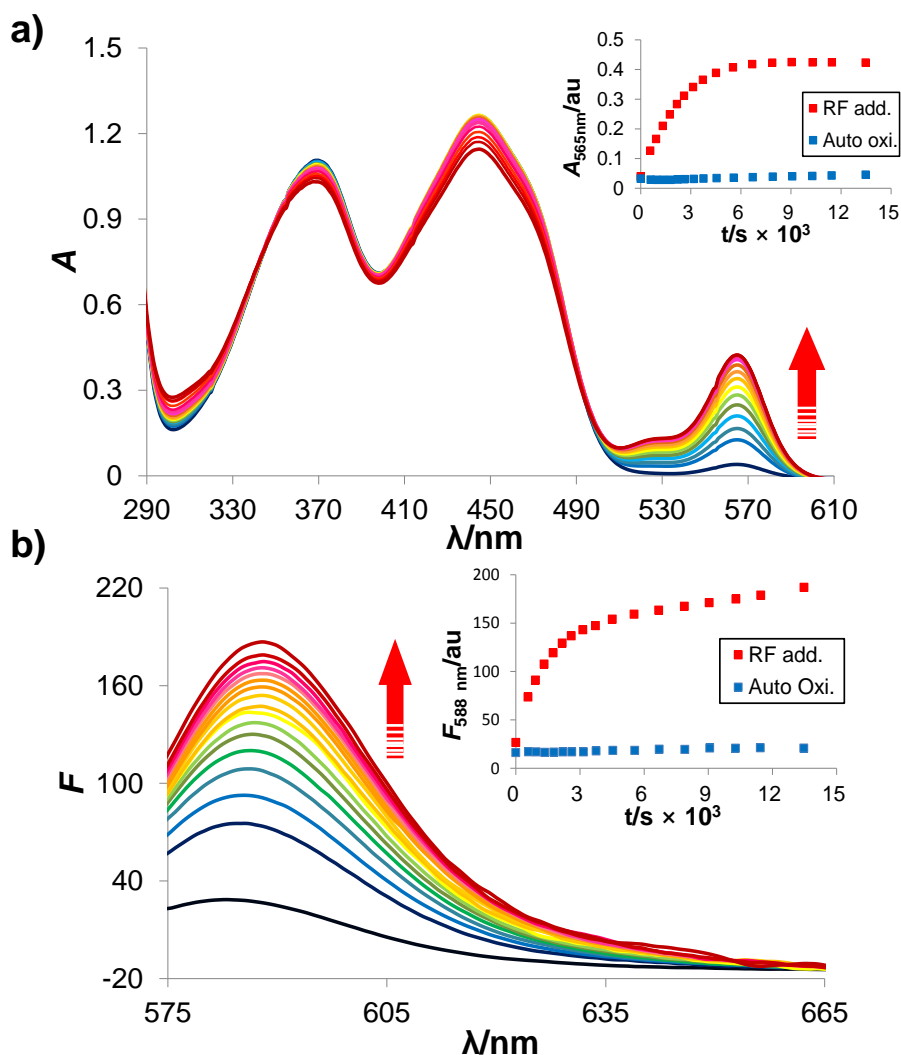 a)
1.5
1.2
0.9
0.6
0.3
0
A
290 330 370 410 450 490 530 570 610
λ/nm
0.5
0.4
0.3
0.2
0.1
0
A565nm/au
RF add.
Auto oxi.
0 3 6 9 12 15
t/s × 10³
b)
220
160
100
40
-20
F
575 605 635 665
λ/nm
200
150
100
50
0
F588 nm/au
RF add.
Auto Oxi.
0 3 6 9 12 15
t/s × 10³